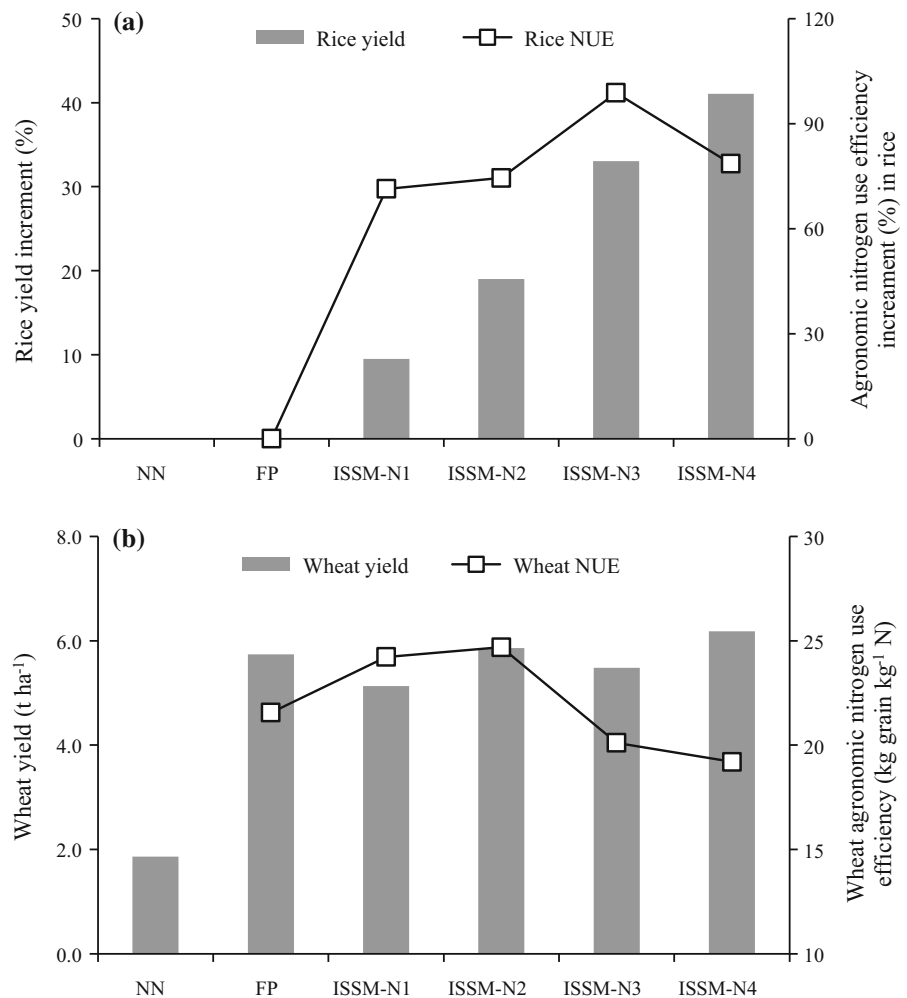 (a)
Rice yield
Rice NUE
50
40
30
20
10
0
Rice yield increment (%)
120
90
60
30
0
Agronomic nitrogen use efficiency
increament (%) in rice
NN
FP
ISSM-N1
ISSM-N2
ISSM-N3
ISSM-N4
(b)
Wheat yield
Wheat NUE
8.0
6.0
4.0
2.0
0.0
Wheat yield (t ha⁻¹)
30
25
20
15
10
Wheat agronomic nitrogen use
efficiency (kg grain kg⁻¹ N)
NN
FP
ISSM-N1
ISSM-N2
ISSM-N3
ISSM-N4